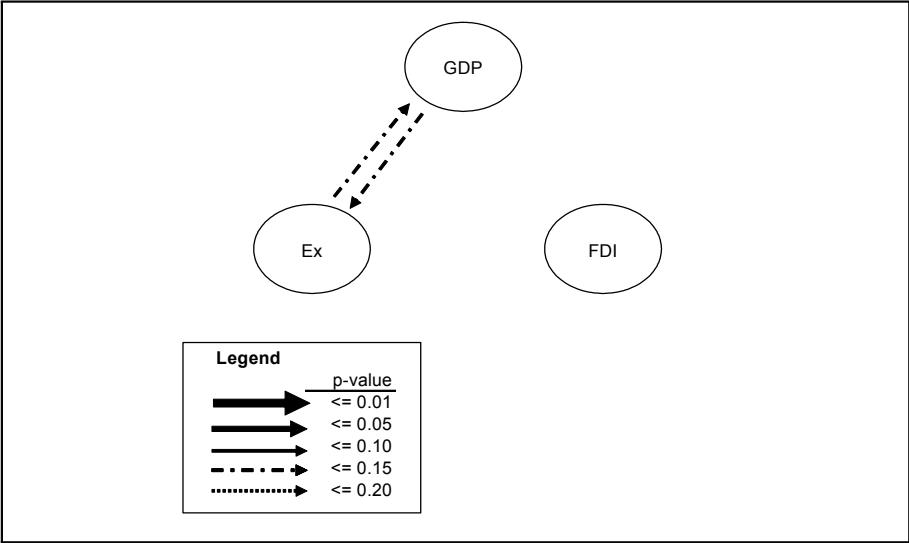 GDP
Ex
FDI
Legend
p-value
<= 0.01
<= 0.05
<= 0.10
<= 0.15
<= 0.20